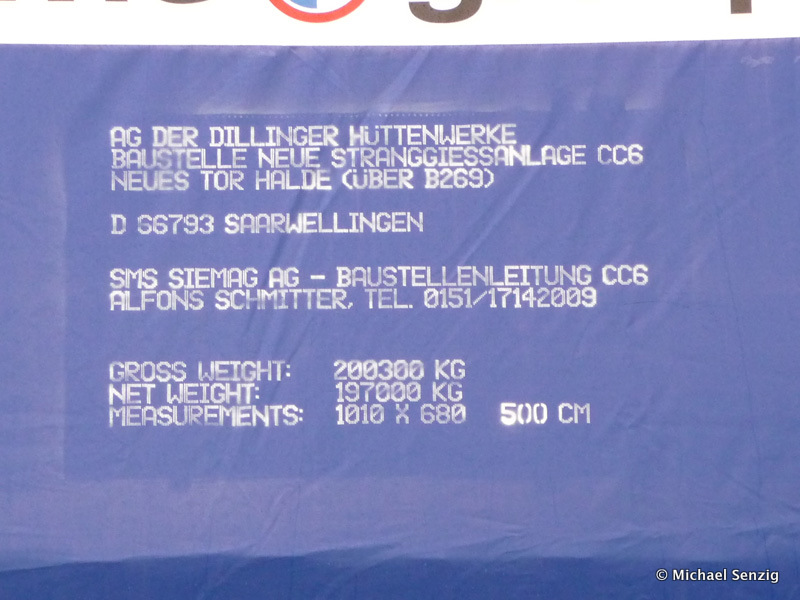 AG DER DILLINGER HÜTTENWERKE
BAUSTELLE NEUE STRANGGIESSANLAGE CC6
NEUES TOR HALDE (ÜBER B269)
D 66793 SAARWELLINGEN
SMS SIEMAG AG - BAUSTELLENLEITUNG CC6
ALFONS SCHMITTER, TEL. 0151/17142009
GROSS WEIGHT: 200300 KG
NET WEIGHT: 197000 KG
MEASUREMENTS: 1010 X 680 500 CM
© Michael Senzig